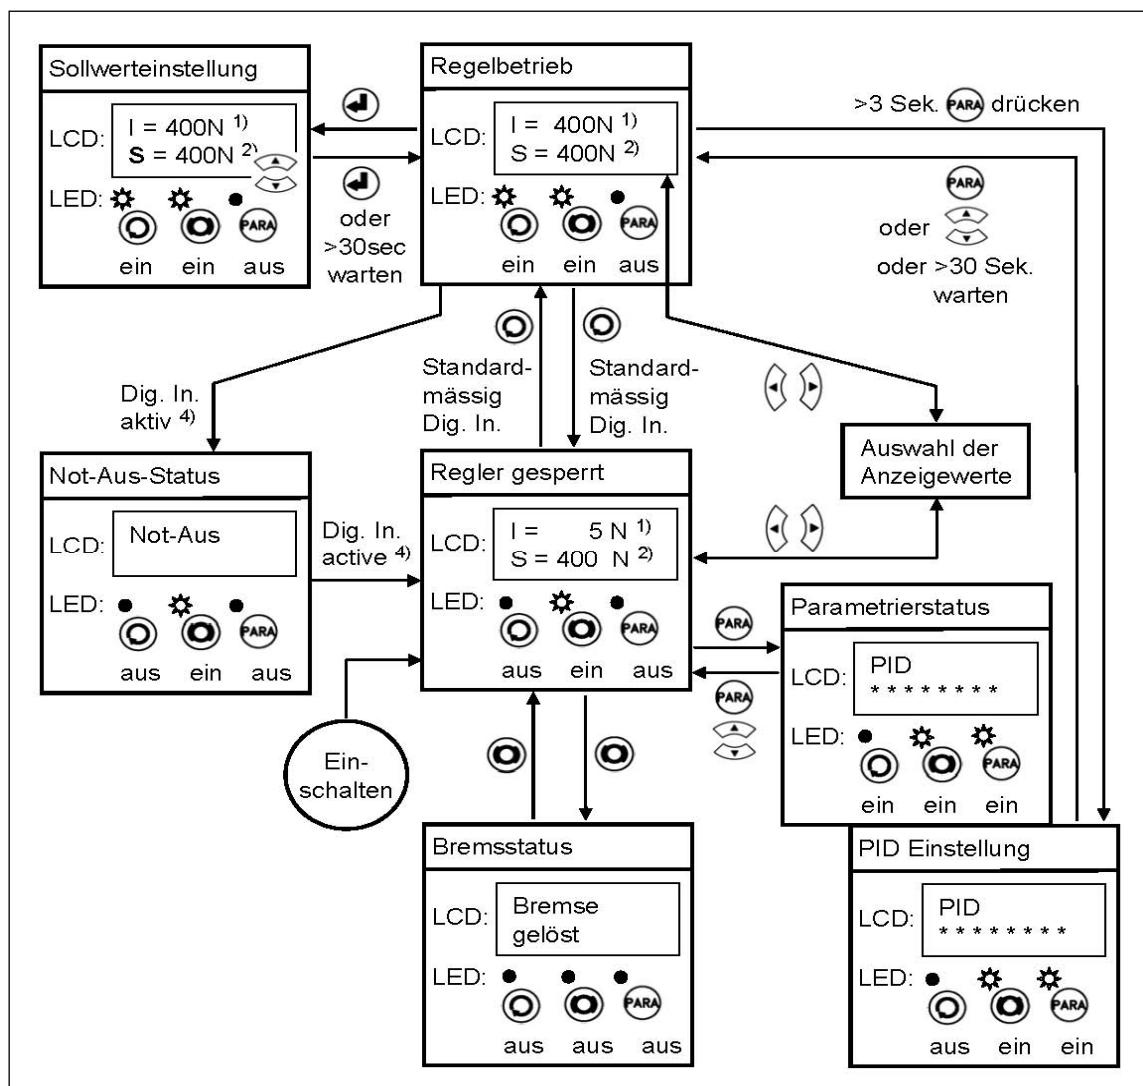 Sollwerteinstellung
LCD:
I = 400N 1)
S = 400N 2)
LED:
PARA
ein ein aus
oder
>30sec
warten
Regelbetrieb
LCD:
I = 400N 1)
S = 400N 2)
LED:
PARA
ein ein aus
>3 Sek. PARA drücken
PARA
oder
oder >30 Sek.
warten
Dig. In.
aktiv 4)
Standard-
mässig
Dig. In.
Standard-
mässig
Dig. In.
Auswahl der
Anzeigewerte
Not-Aus-Status
LCD:
Not-Aus
LED:
PARA
aus ein aus
Dig. In.
active 4)
Regler gesperrt
LCD:
I = 5 N 1)
S = 400 N 2)
LED:
PARA
aus ein aus
PARA
PARA
Parametrierstatus
LCD:
PID
* * * * * * * *
LED:
PARA
ein ein ein
Ein-
schalten
Bremsstatus
LCD:
Bremse
gelöst
LED:
PARA
aus aus aus
PID Einstellung
LCD:
PID
* * * * * * * *
LED:
PARA
aus ein ein